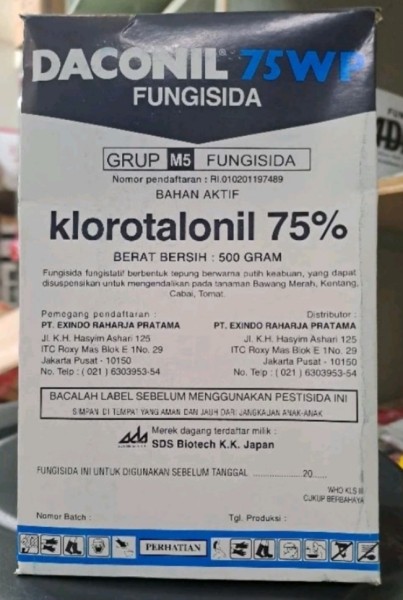 DACONIL® 75WP
FUNGISIDA
GRUP M5 FUNGISIDA
Nomor pendaftaran : RI.010201197489
BAHAN AKTIF
klorotalonil 75%
BERAT BERSIH : 500 GRAM
Fungisida fungistatif berbentuk tepung berwarna putih keabuan, yang dapat
disuspensikan untuk mengendalikan pada tanaman Bawang Merah, Kentang,
Cabai, Tomat.
Pemegang pendaftaran :
PT. EXINDO RAHARJA PRATAMA
Jl. K.H. Hasyim Ashari 125
ITC Roxy Mas Blok E 1No. 29
Jakarta Pusat - 10150
No. Telp : ( 021 ) 6303953-54
Distributor :
PT. EXINDO RAHARJA PRATAMA
Jl. K.H. Hasyim Ashari 125
ITC Roxy Mas Blok E 1No. 29
Jakarta Pusat - 10150
No. Telp : ( 021 ) 6303953-54
BACALAH LABEL SEBELUM MENGGUNAKAN PESTISIDA INI
SIMPAN DI TEMPAT YANG AMAN DAN JAUH DARI JANGKAUAN ANAK-ANAK
Merek dagang terdaftar milik :
SDS Biotech K.K. Japan
FUNGISIDA INI UNTUK DIGUNAKAN SEBELUM TANGGAL ..............20.....
WHO KLS III
CUKUP BERBAHAYA
Nomor Batch :
Tgl. Produksi :
PERHATIAN